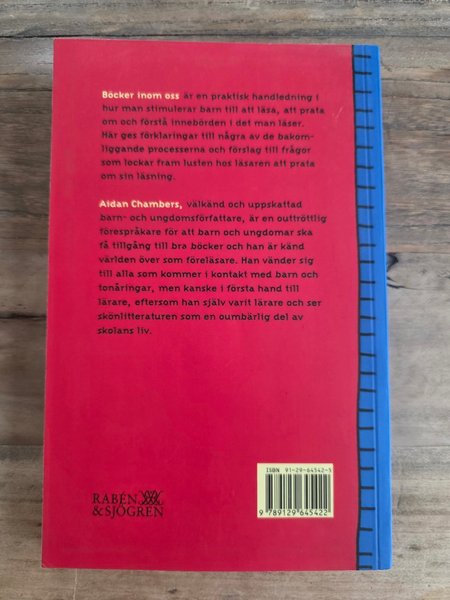 Böcker inom oss är en praktisk handledning i
hur man stimulerar barn till att läsa, att prata
om och förstå innebörden i det man läser.
Här ges förklaringar till några av de bakom-
liggande processerna och förslag till frågor
som lockar fram lusten hos läsaren att prata
om sin läsning.
Aidan Chambers, välkänd och uppskattad
barn- och ungdomsförfattare, är en outtröttlig
förespråkare för att barn och ungdomar ska
få tillgång till bra böcker och han är känd
världen över som föreläsare. Han vänder sig
till alla som kommer i kontakt med barn och
tonåringar, men kanske i första hand till
lärare, eftersom han själv varit lärare och ser
skönlitteraturen som en oumbärlig del av
skolans liv.
ISBN 91-29-64542-5
9 789129 645422
RABÉN
& SJÖGREN